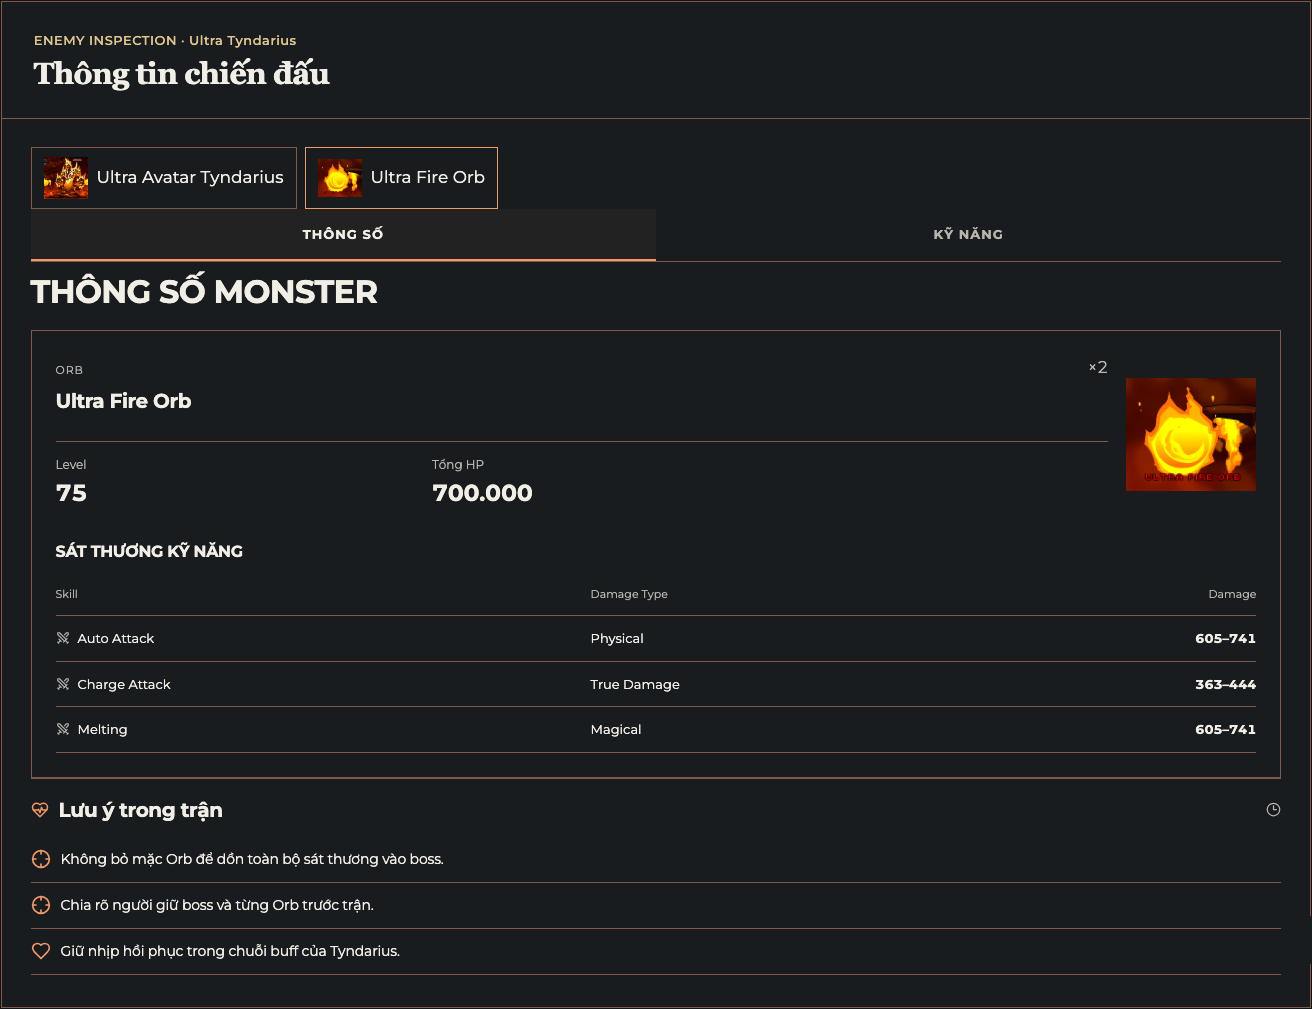 ENEMY INSPECTION · Ultra Tyndarius
Thông tin chiến đấu
Ultra Avatar Tyndarius
Ultra Fire Orb
THÔNG SỐ
KỸ NĂNG
THÔNG SỐ MONSTER
ORB
×2
Ultra Fire Orb
ULTRA FIRE ORB
Level
Tổng HP
75
700.000
SÁT THƯƠNG KỸ NĂNG
Skill
Damage Type
Damage
Auto Attack
Physical
605–741
Charge Attack
True Damage
363–444
Melting
Magical
605–741
Lưu ý trong trận
Không bỏ mặc Orb để dồn toàn bộ sát thương vào boss.
Chia rõ người giữ boss và từng Orb trước trận.
Giữ nhịp hồi phục trong chuỗi buff của Tyndarius.